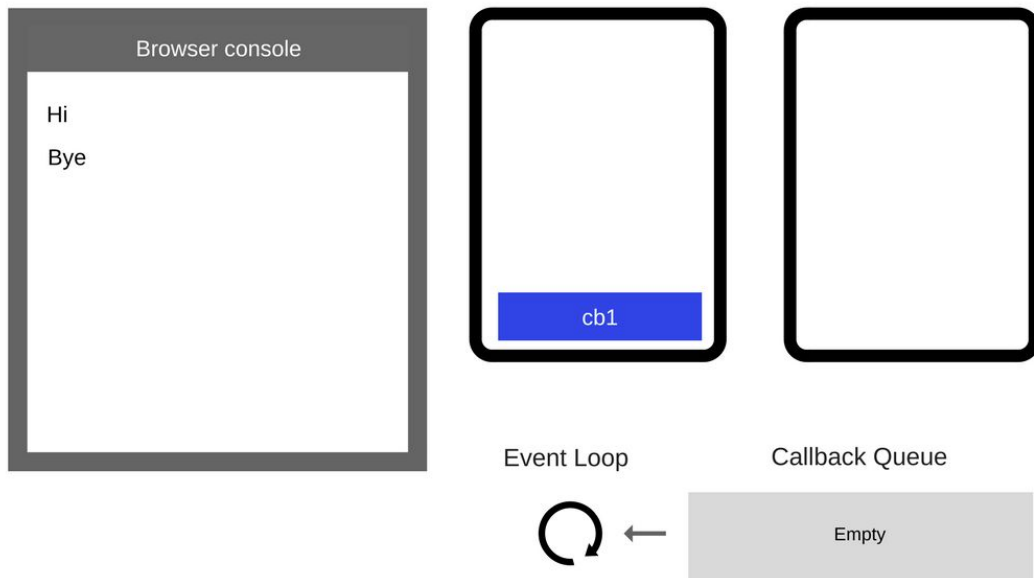 Browser console
Hi
Bye
cb1
Event Loop
Callback Queue
Empty